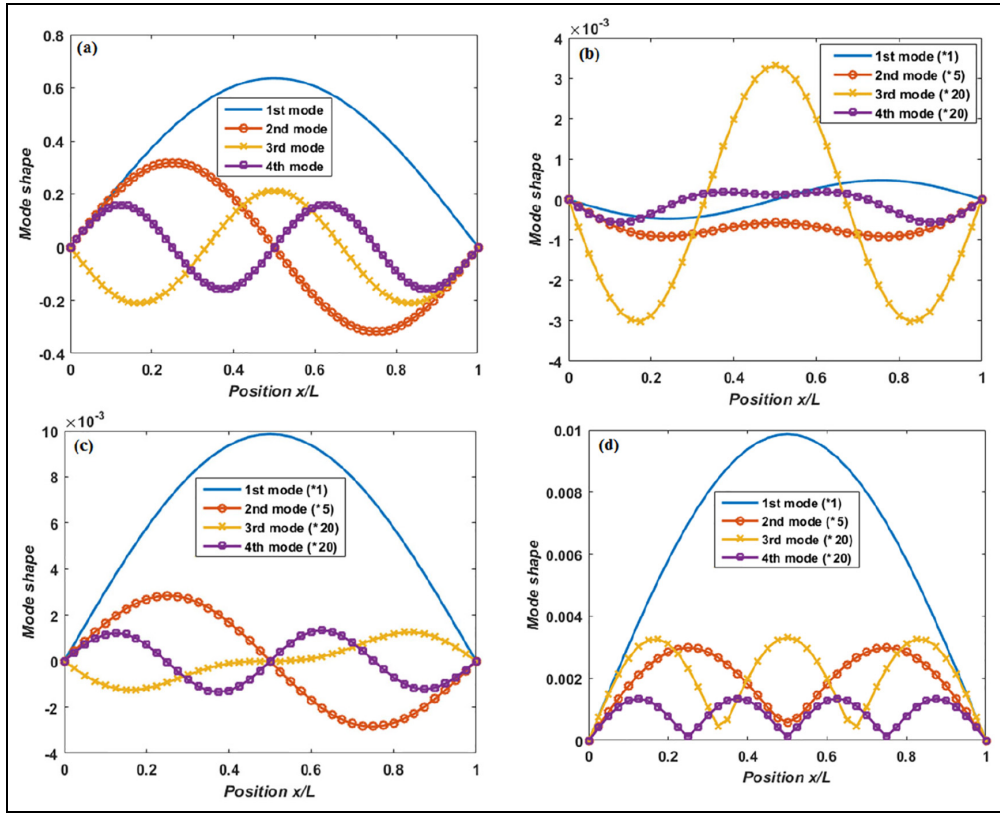 (a)
0.8
0.6
0.4
0.2
0
-0.2
-0.4
Mode shape
1st mode
2nd mode
3rd mode
4th mode
0 0.2 0.4 0.6 0.8 1
Position x/L
(b)
×10⁻³
4
3
2
1
0
-1
-2
-3
-4
Mode shape
1st mode (*1)
2nd mode (*5)
3rd mode (*20)
4th mode (*20)
0 0.2 0.4 0.6 0.8 1
Position x/L
(c)
×10⁻³
10
8
6
4
2
0
-2
-4
Mode shape
1st mode (*1)
2nd mode (*5)
3rd mode (*20)
4th mode (*20)
0 0.2 0.4 0.6 0.8 1
Position x/L
(d)
0.01
0.008
0.006
0.004
0.002
0
Mode shape
1st mode (*1)
2nd mode (*5)
3rd mode (*20)
4th mode (*20)
0 0.2 0.4 0.6 0.8 1
Position x/L